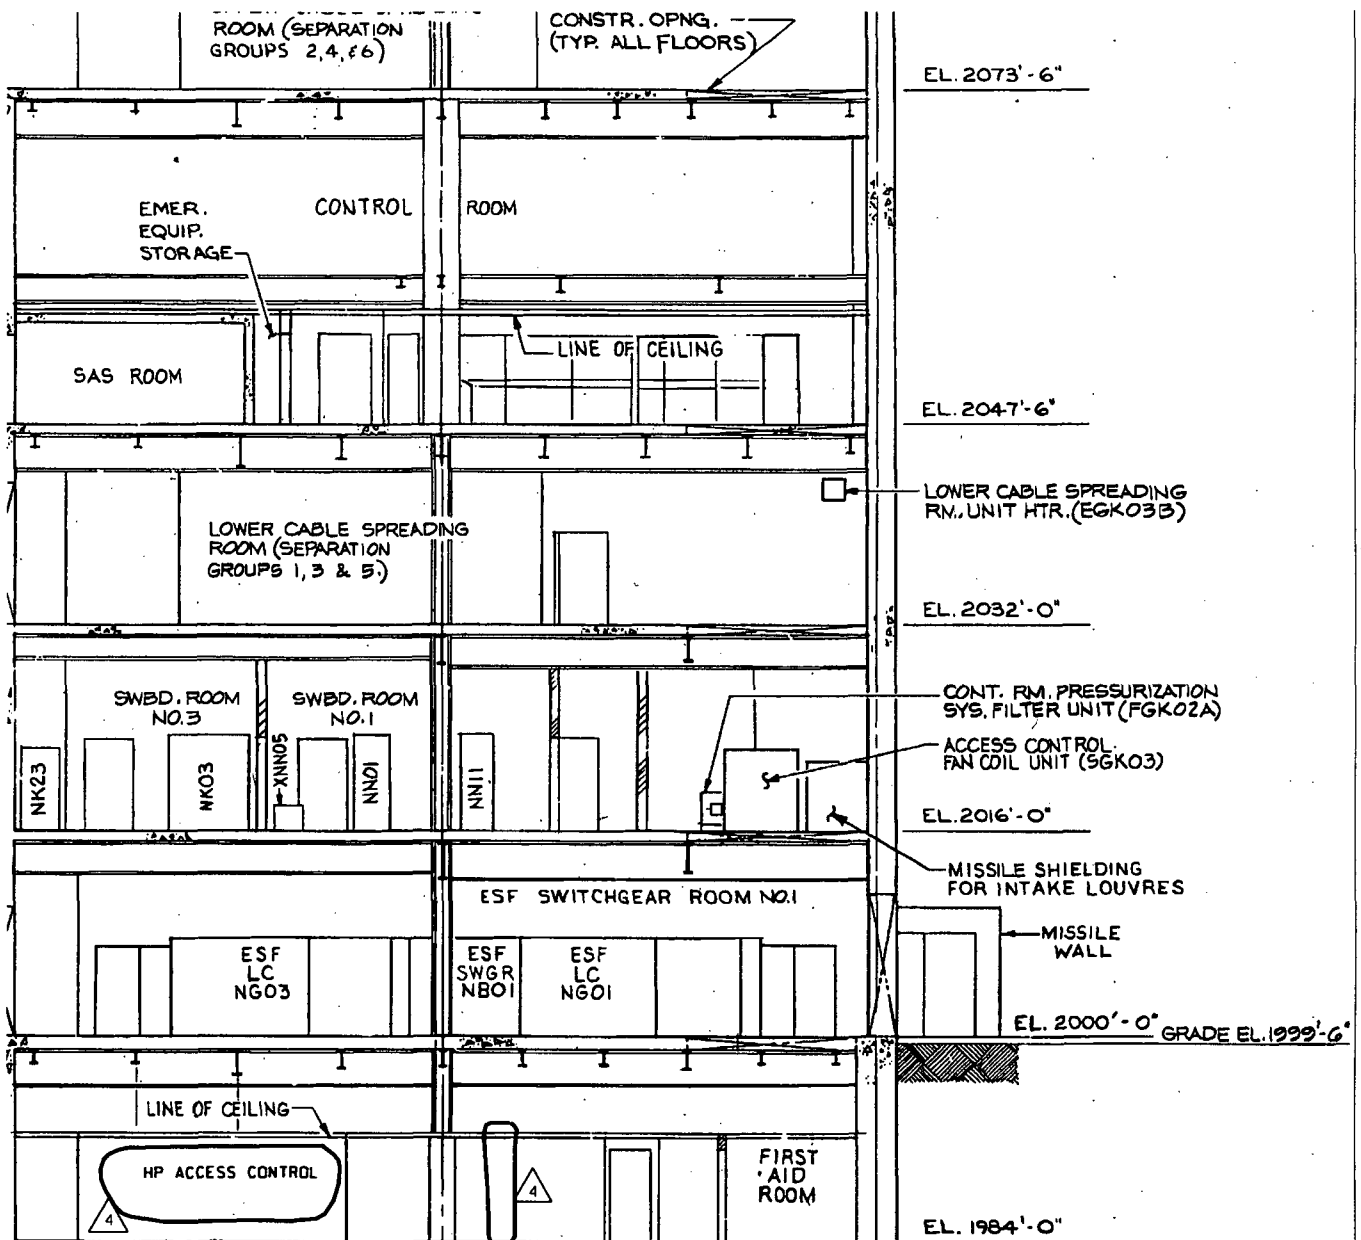 ROOM (SEPARATION
GROUPS 2,4,&6)
CONSTR. OPNG.
(TYP. ALL FLOORS)
EL. 2073'-6"
EMER.
EQUIP.
STORAGE
CONTROL ROOM
LINE OF CEILING
SAS ROOM
EL. 2047'-6"
LOWER CABLE SPREADING
RM. UNIT HTR. (EGK03B)
LOWER CABLE SPREADING
ROOM (SEPARATION
GROUPS 1,3 & 5.)
EL. 2032'-0"
SWBD. ROOM
NO.3
SWBD. ROOM
NO.1
CONT. RM. PRESSURIZATION
SYS. FILTER UNIT (FGK02A)
ACCESS CONTROL.
FAN COIL UNIT (SGK03)
NK23
NK03
XNN05
NN01
NN11
EL. 2016'-0"
MISSILE SHIELDING
FOR INTAKE LOUVRES
ESF SWITCHGEAR ROOM NO.1
MISSILE
WALL
ESF
LC
NG03
ESF
SWGR
NB01
ESF
LC
NG01
EL. 2000'-0"
GRADE EL. 1999'-6"
LINE OF CEILING
HP ACCESS CONTROL
4
4
FIRST
AID
ROOM
EL. 1984'-0"